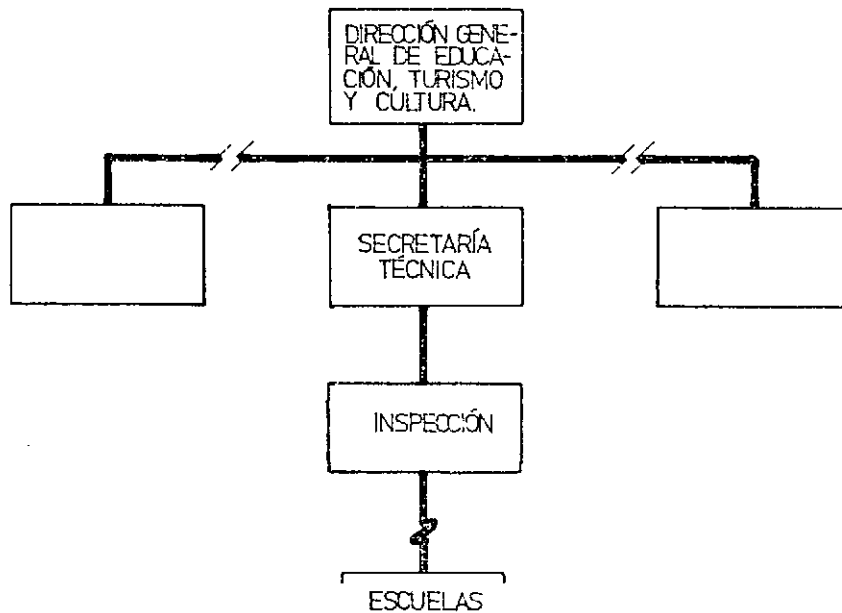 DIRECCIÓN GENE-
RAL DE EDUCA-
CIÓN, TURISMO
Y CULTURA.
SECRETARÍA
TÉCNICA
INSPECCIÓN
ESCUELAS